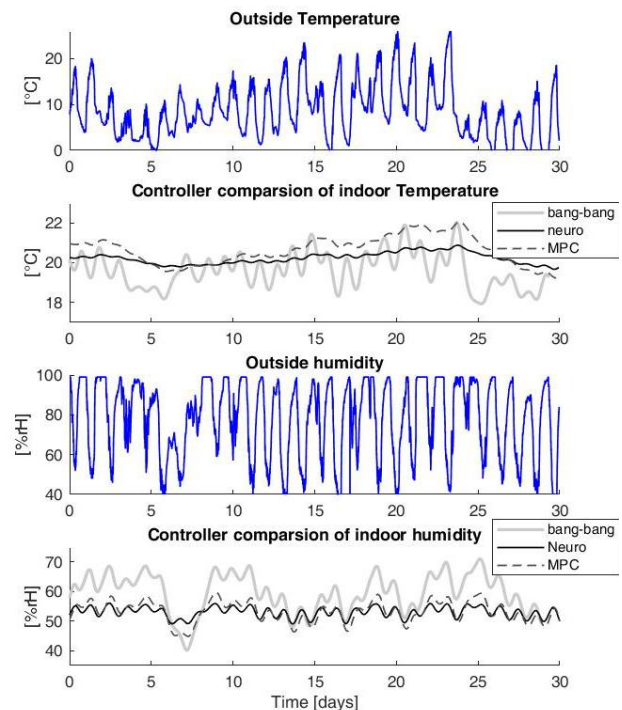 Outside Temperature
[°C]
20
10
0
0 5 10 15 20 25 30
Controller comparsion of indoor Temperature
[°C]
22
20
18
bang-bang
neuro
MPC
0 5 10 15 20 25 30
Outside humidity
[%rH]
100
80
60
40
0 5 10 15 20 25 30
Controller comparsion of indoor humidity
[%rH]
70
60
50
40
bang-bang
Neuro
MPC
0 5 10 15 20 25 30
Time [days]